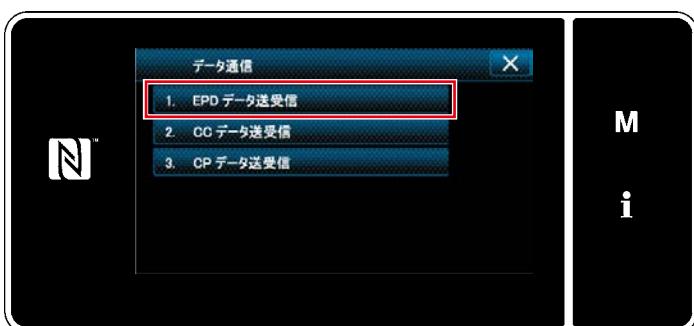 データ通信
1. EPD データ送受信
2. CC データ送受信
3. CP データ送受信
M
i